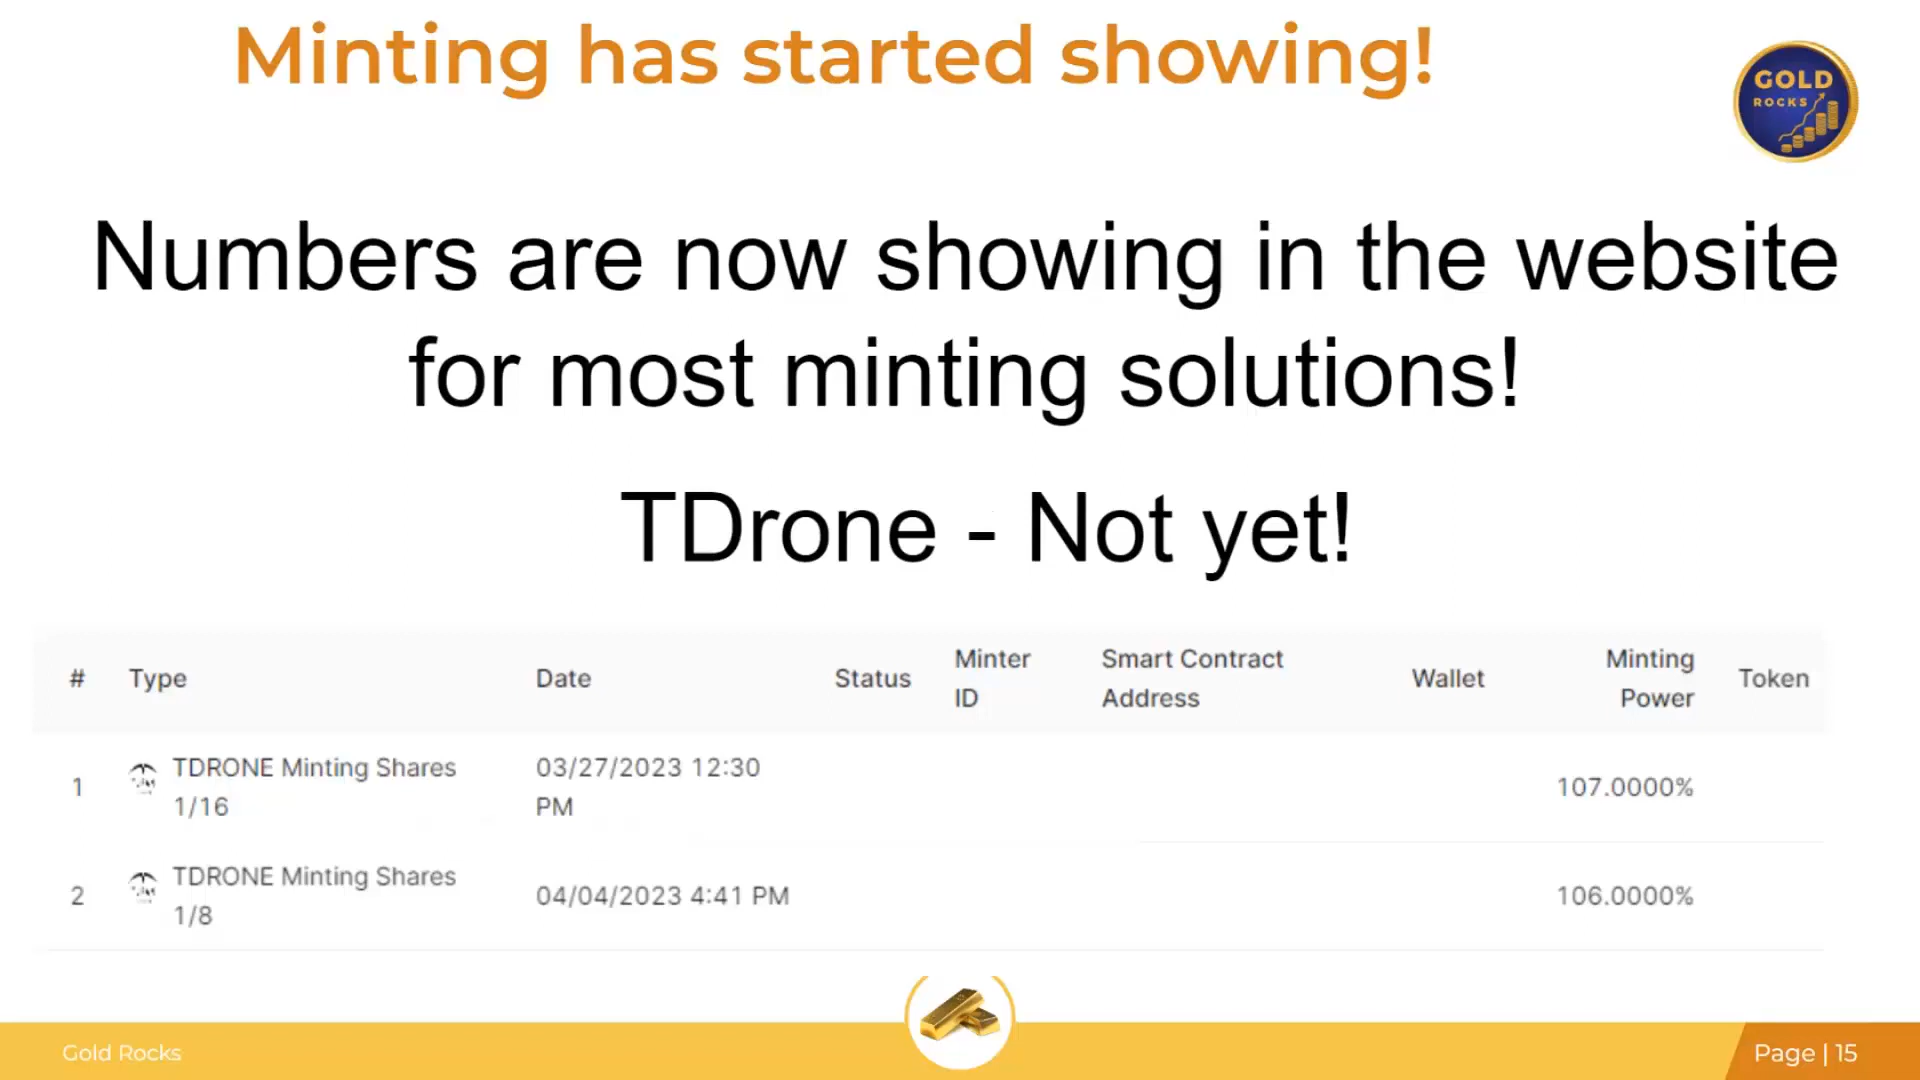 Minting has started showing!
GOLD
ROCKS
Numbers are now showing in the website
for most minting solutions!
TDrone - Not yet!
# Type Date Status Minter ID Smart Contract Address Wallet Minting Power Token
1 TDRONE Minting Shares 1/16 03/27/2023 12:30 PM 107.0000%
2 TDRONE Minting Shares 1/8 04/04/2023 4:41 PM 106.0000%
Gold Rocks
Page | 15